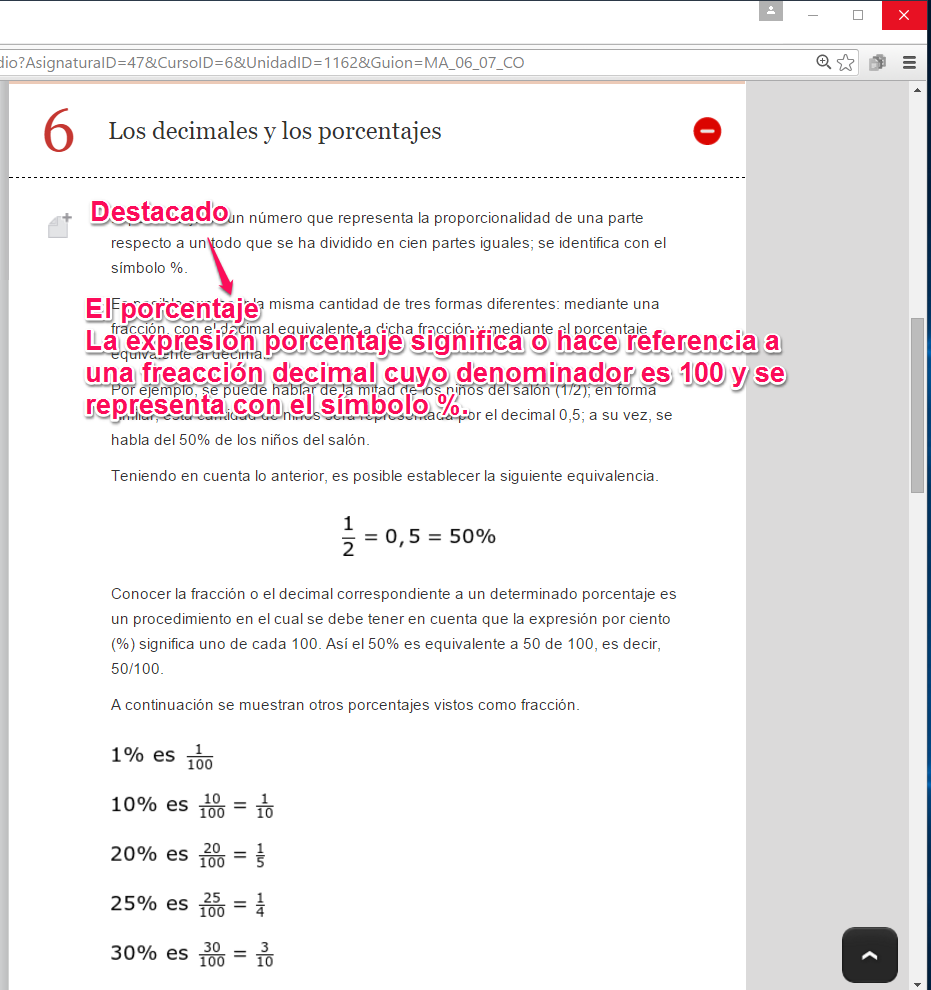 dio?AsignaturaID=47&CursoID=6&UnidadID=1162&Guion=MA_06_07_CO
6 Los decimales y los porcentajes
Destacado
un número que representa la proporcionalidad de una parte
respecto a un todo que se ha dividido en cien partes iguales; se identifica con el
símbolo %.
la misma cantidad de tres formas diferentes: mediante una
fracción, con el decimal equivalente a dicha fracción y mediante el porcentaje
equivalente al decimal.
El porcentaje
La expresión porcentaje significa o hace referencia a
una freacción decimal cuyo denominador es 100 y se
representa con el símbolo %.
Por ejemplo, se puede hablar de la mitad de los niños del salón (1/2); en forma
similar, esta cantidad de niños será representada por el decimal 0,5; a su vez, se
habla del 50% de los niños del salón.
Teniendo en cuenta lo anterior, es posible establecer la siguiente equivalencia.
1/2 = 0,5 = 50%
Conocer la fracción o el decimal correspondiente a un determinado porcentaje es
un procedimiento en el cual se debe tener en cuenta que la expresión por ciento
(%) significa uno de cada 100. Así el 50% es equivalente a 50 de 100, es decir,
50/100.
A continuación se muestran otros porcentajes vistos como fracción.
1% es 1/100
10% es 10/100 = 1/10
20% es 20/100 = 1/5
25% es 25/100 = 1/4
30% es 30/100 = 3/10